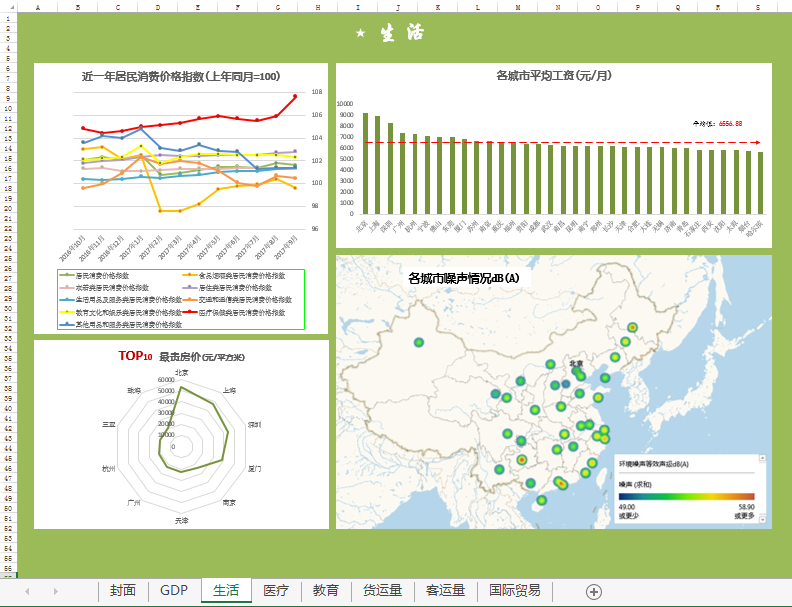 A B C D E F G H I J K L M N O P Q R S
★ 生 活
近一年居民消费价格指数(上年同月=100)
108
106
104
102
100
98
96
2016年10月 2016年11月 2016年12月 2017年1月 2017年2月 2017年3月 2017年4月 2017年5月 2017年6月 2017年7月 2017年8月 2017年9月
居民消费价格指数 食品烟酒类居民消费价格指数
衣着类居民消费价格指数 居住类居民消费价格指数
生活用品及服务类居民消费价格指数 交通和通信类居民消费价格指数
教育文化和娱乐类居民消费价格指数 医疗保健类居民消费价格指数
其他用品和服务类居民消费价格指数
各城市平均工资(元/月)
平均值: 6556.88
10000
9000
8000
7000
6000
5000
4000
3000
2000
1000
0
北京 上海 深圳 广州 杭州 宁波 佛山 东莞 厦门 苏州 南京 重庆 福州 贵阳 成都 武汉 南昌 昆明 南宁 郑州 长沙 天津 合肥 大连 无锡 济南 青岛 石家庄 西安 沈阳 太原 烟台 哈尔滨
TOP10 最贵房价(元/平方米)
北京
60000
50000
40000
30000
20000
10000
0
上海
深圳
厦门
南京
天津
广州
杭州
三亚
珠海
各城市噪声情况dB(A)
北京
环境噪声等效声级dB(A)
噪声 (求和)
49.00 58.90
或更少 或更多
封面 GDP 生活 医疗 教育 货运量 客运量 国际贸易